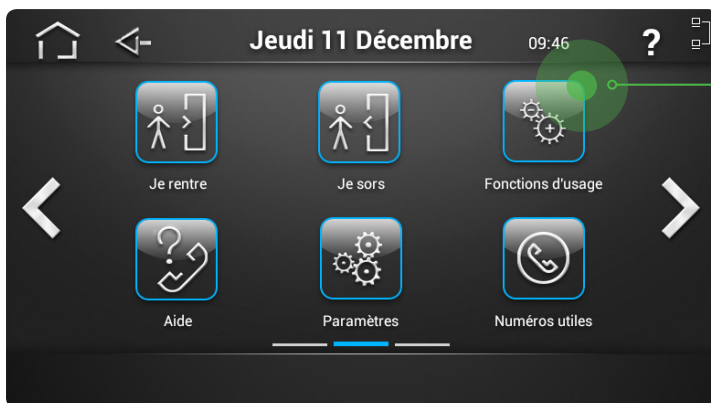 Jeudi 11 Décembre 09:46 ?
Je rentre Je sors Fonctions d'usage
Aide Paramètres Numéros utiles